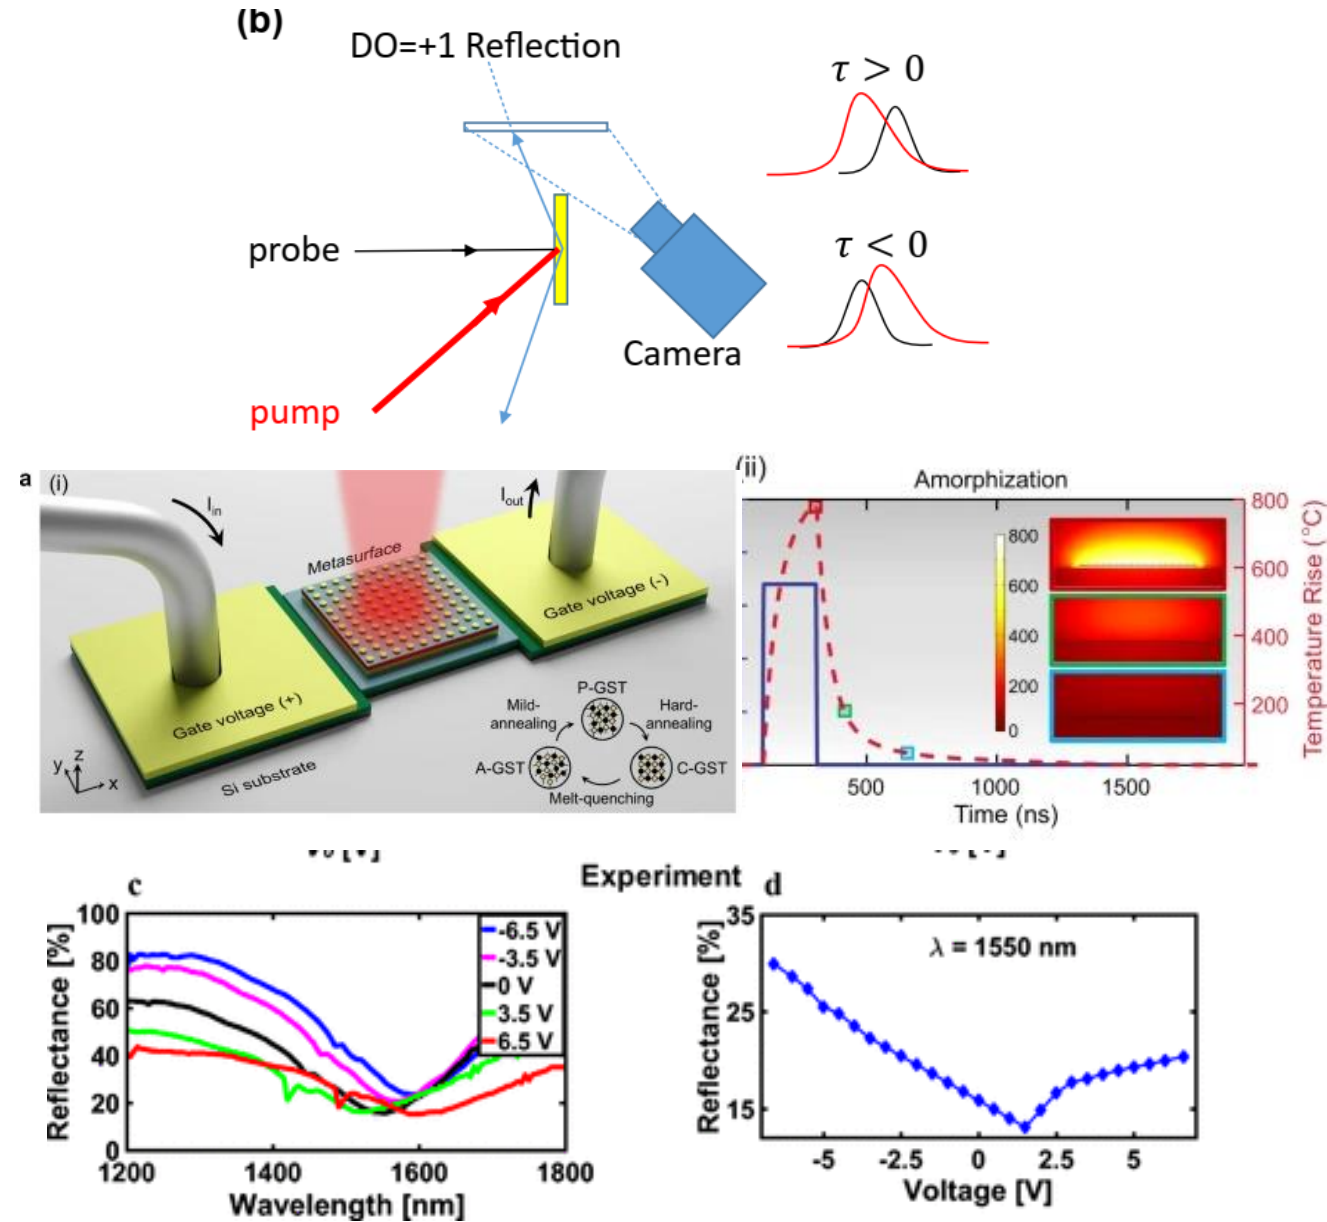 (b)
DO=+1 Reflection
τ > 0
probe
τ < 0
Camera
pump
a (i)
I_in
I_out
Metasurface
Gate voltage (+)
Gate voltage (-)
Si substrate
y z x
P-GST
Mild-annealing
Hard-annealing
A-GST
C-GST
Melt-quenching
(ii)
Amorphization
800
600
400
200
0
800
600
400
200
Temperature Rise (°C)
500 1000 1500
Time (ns)
Experiment
c
100
80
60
40
20
0
Reflectance [%]
-6.5 V
-3.5 V
0 V
3.5 V
6.5 V
1200 1400 1600 1800
Wavelength [nm]
d
35
25
15
Reflectance [%]
λ = 1550 nm
-5 -2.5 0 2.5 5
Voltage [V]